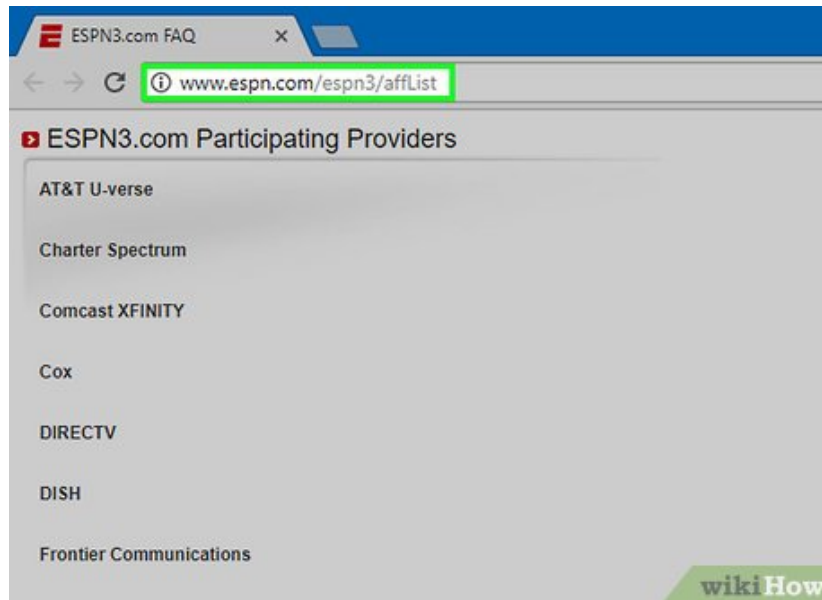 ESPN3.com FAQ
www.espn.com/espn3/affList
ESPN3.com Participating Providers
AT&T U-verse
Charter Spectrum
Comcast XFINITY
Cox
DIRECTV
DISH
Frontier Communications
wikiHow